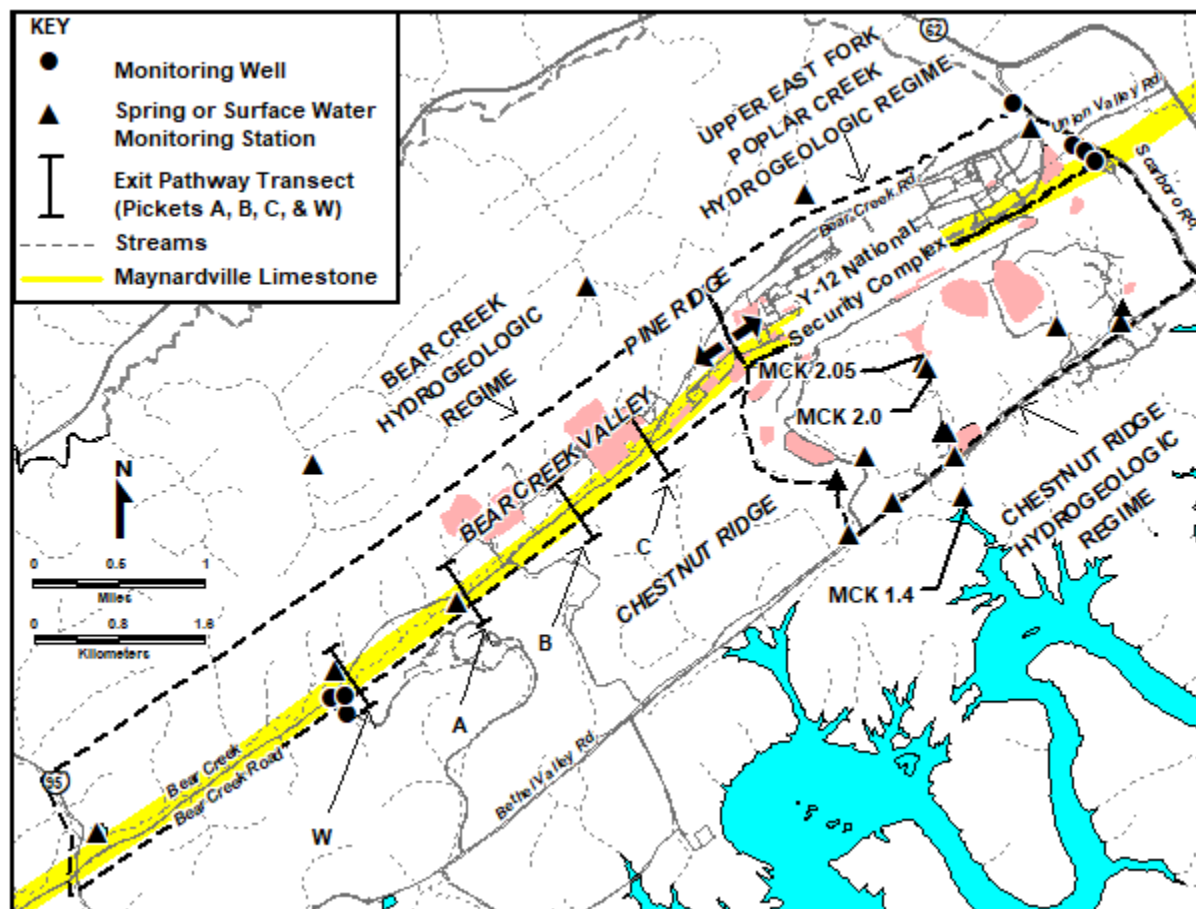 KEY
Monitoring Well
Spring or Surface Water
Monitoring Station
Exit Pathway Transect
(Pickets A, B, C, & W)
Streams
Maynardville Limestone
62
UPPER EAST FORK
POPLAR CREEK
HYDROGEOLOGIC REGIME
Union Valley Rd.
Scarboro Rd.
Bear Creek Rd.
Y-12 National
Security Complex
PINE RIDGE
BEAR CREEK
HYDROGEOLOGIC
REGIME
BEAR CREEK VALLEY
MCK 2.05
MCK 2.0
CHESTNUT RIDGE
HYDROGEOLOGIC
REGIME
MCK 1.4
CHESTNUT RIDGE
N
0 0.5 1
Miles
0 0.8 1.6
Kilometers
C
B
A
W
Bethel Valley Rd.
Bear Creek
Bear Creek Road
95